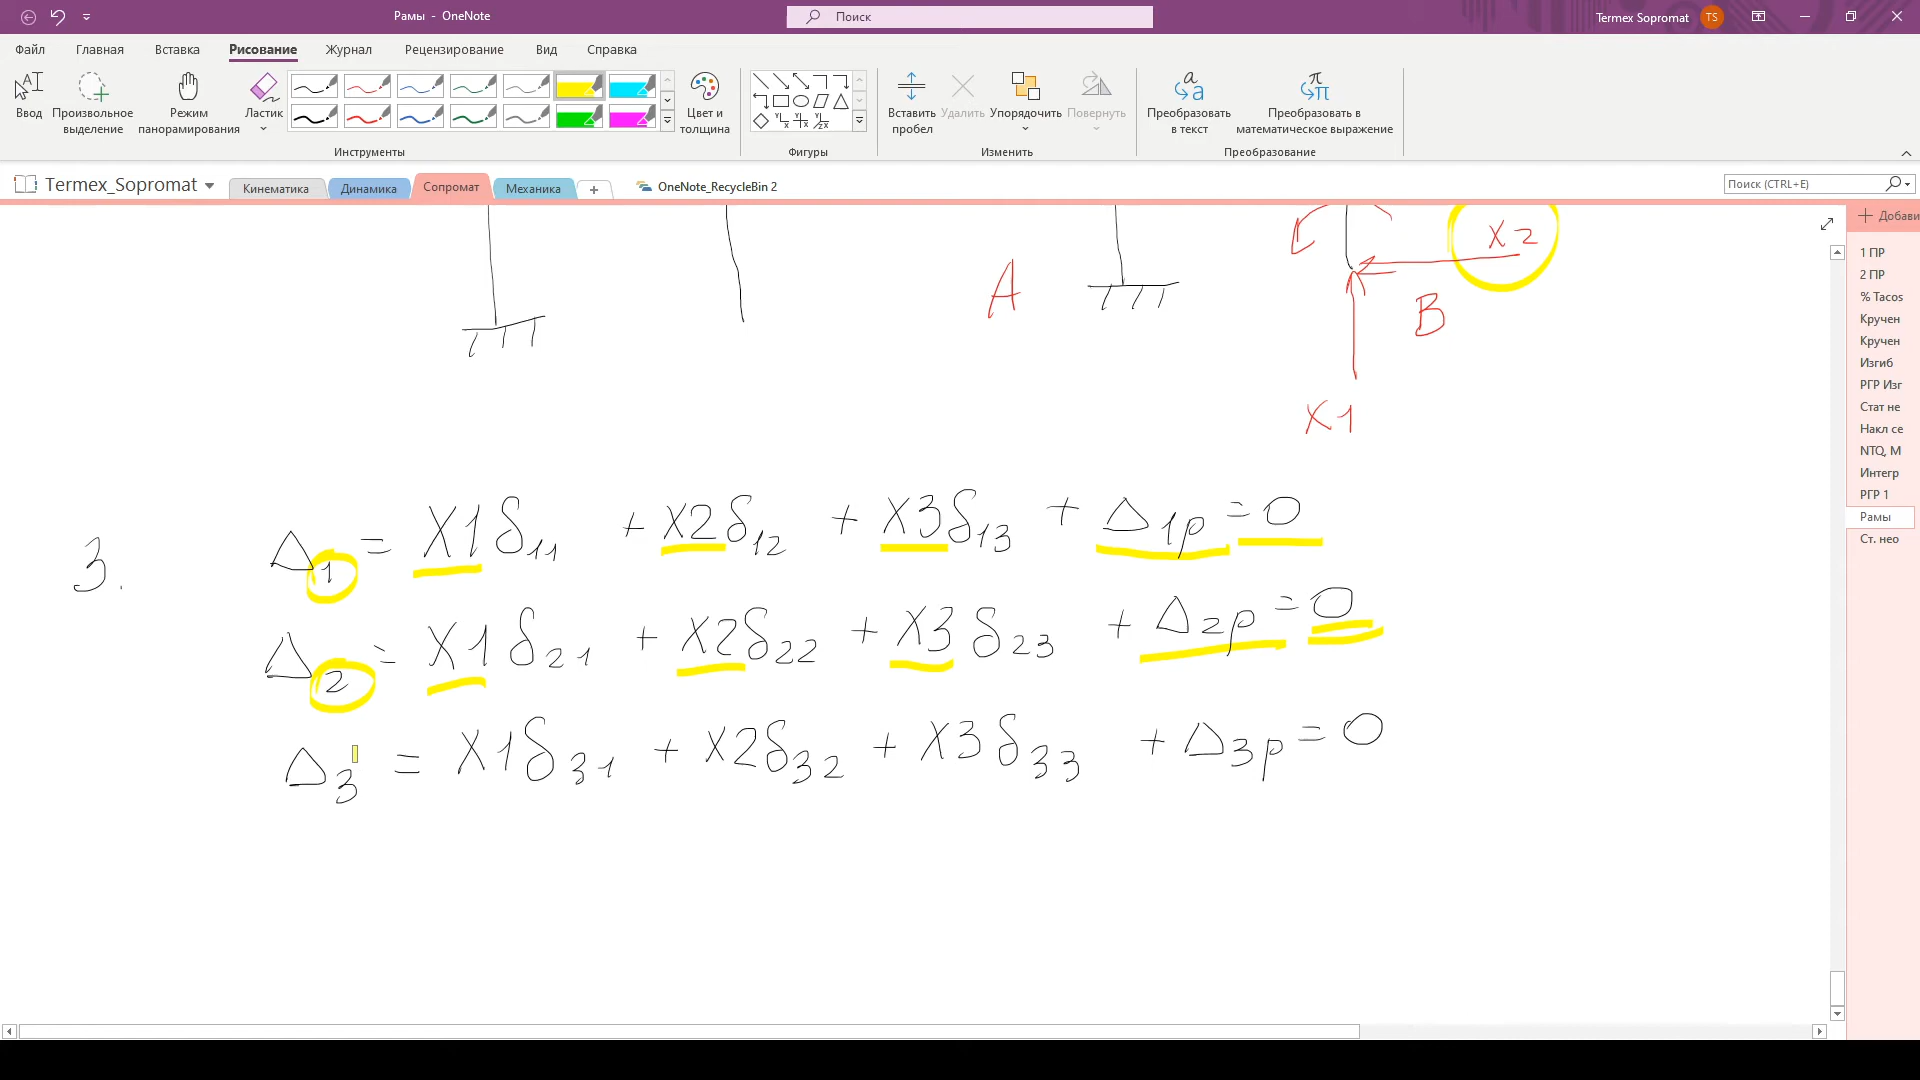 Рамы - OneNote
Поиск
Termex Sopromat
TS
Файл Главная Вставка Рисование Журнал Рецензирование Вид Справка
Ввод
Произвольное выделение
Режим панорамирования
Ластик
Цвет и толщина
Вставить пробел
Удалить
Упорядочить
Повернуть
Преобразовать в текст
Преобразовать в математическое выражение
Инструменты
Фигуры
Изменить
Преобразование
Termex_Sopromat
Кинематика
Динамика
Сопромат
Механика
OneNote_RecycleBin 2
Поиск (CTRL+E)
Добави
1 ПР
2 ПР
% Tacos
Кручен
Кручен
Изгиб
РГР Изг
Стат не
Накл се
NTQ, M
Интегр
РГР 1
Рамы
Ст. нео
X2
A
B
X1
3.
Δ1 = X1δ11 + X2δ12 + X3δ13 + Δ1p = 0
Δ2 = X1δ21 + X2δ22 + X3δ23 + Δ2p = 0
Δ3 = X1δ31 + X2δ32 + X3δ33 + Δ3p = 0